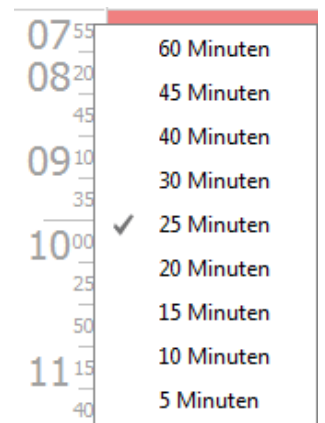 07 55
08 20
45
09 10
35
10 00
25
50
11 15
40
60 Minuten
45 Minuten
40 Minuten
30 Minuten
25 Minuten
20 Minuten
15 Minuten
10 Minuten
5 Minuten